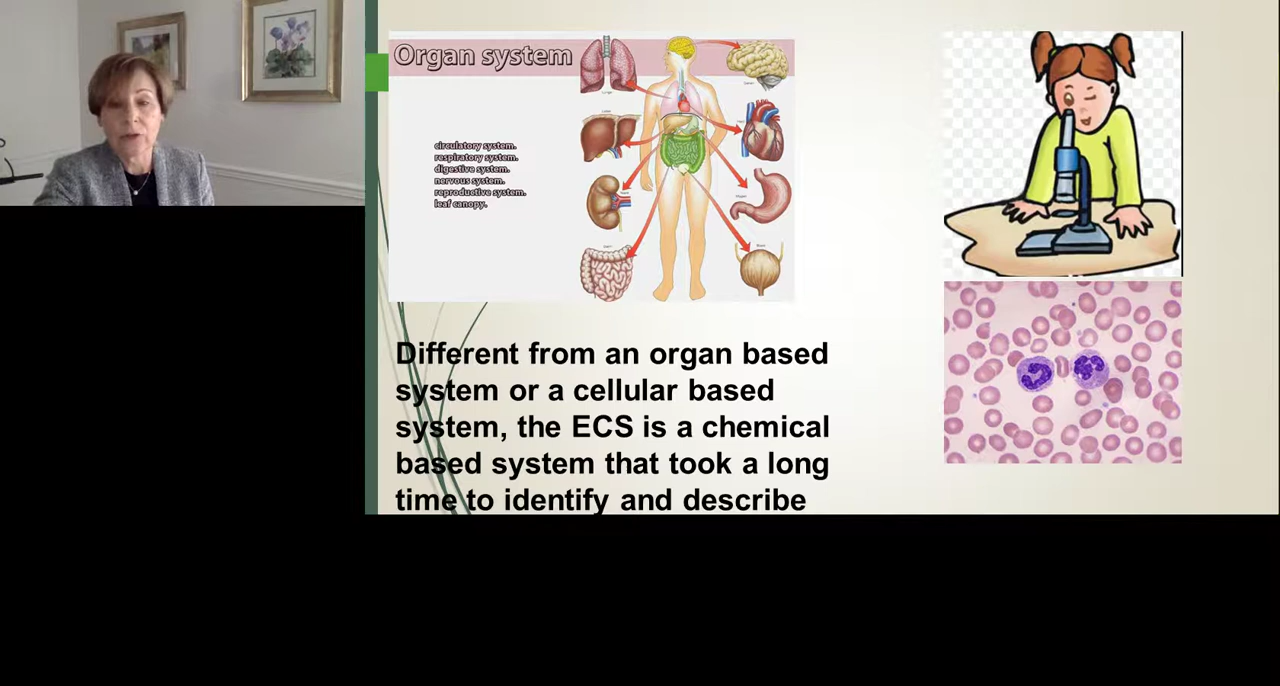 Organ system
circulatory system.
respiratory system.
digestive system.
nervous system.
reproductive system.
leaf canopy.
Different from an organ based
system or a cellular based
system, the ECS is a chemical
based system that took a long
time to identify and describe